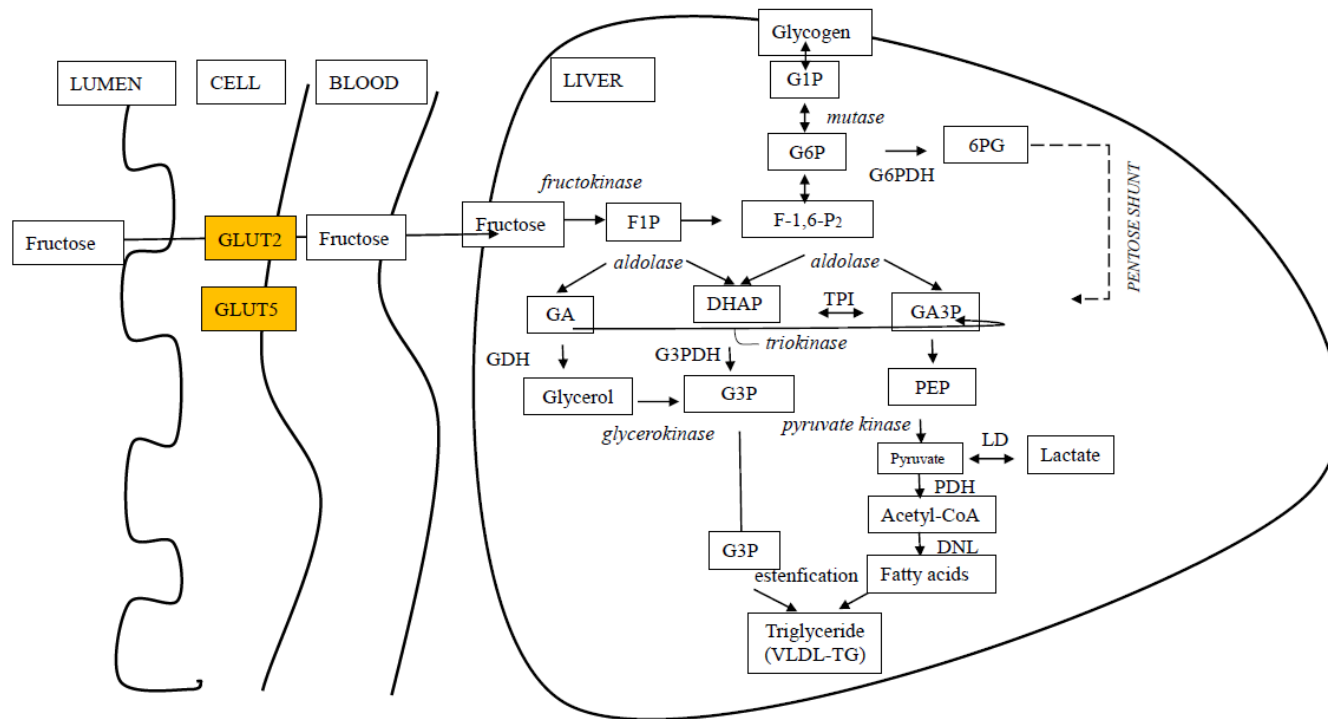 Glycogen
LUMEN
CELL
BLOOD
LIVER
G1P
mutase
G6P
6PG
G6PDH
PENTOSE SHUNT
fructokinase
Fructose
GLUT2
Fructose
Fructose
F1P
F-1,6-P2
GLUT5
aldolase
aldolase
GA
DHAP
TPI
GA3P
triokinase
GDH
G3PDH
Glycerol
G3P
PEP
glycerokinase
pyruvate kinase
Pyruvate
LD
Lactate
PDH
Acetyl-CoA
G3P
DNL
estenfication
Fatty acids
Triglyceride
(VLDL-TG)